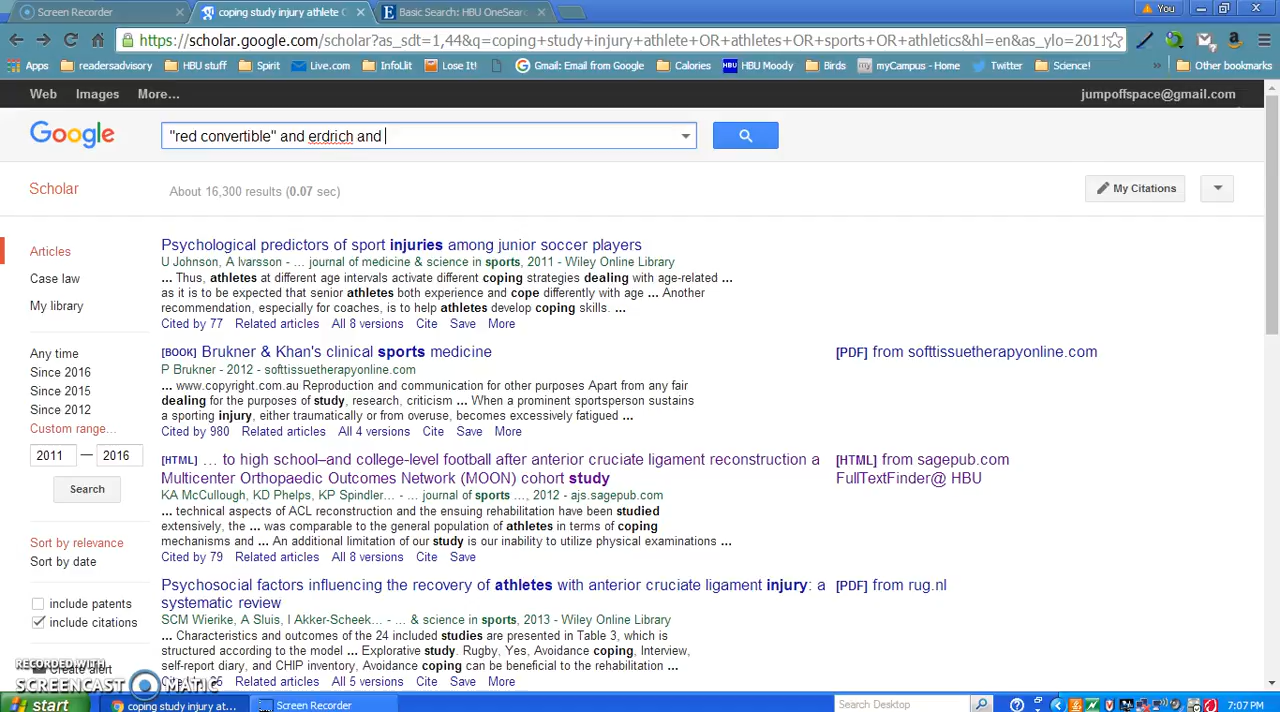 Screen Recorder
coping study injury athlete
Basic Search: HBU OneSear
You
https://scholar.google.com/scholar?as_sdt=1,44&q=coping+study+injury+athlete+OR+athletes+OR+sports+OR+athletics&hl=en&as_ylo=2011
Apps readersadvisory HBU stuff Spirit Live.com InfoLit Lose It! Gmail: Email from Google Calories HBU Moody Birds myCampus - Home Twitter Science! » Other bookmarks
Web Images More... jumpoffspace@gmail.com
Google "red convertible" and erdrich and
Scholar About 16,300 results (0.07 sec) My Citations
Articles
Case law
My library
Any time
Since 2016
Since 2015
Since 2012
Custom range...
2011 — 2016
Search
Sort by relevance
Sort by date
include patents
include citations
Create alert
Psychological predictors of sport injuries among junior soccer players
U Johnson, A Ivarsson - ... journal of medicine & science in sports, 2011 - Wiley Online Library
... Thus, athletes at different age intervals activate different coping strategies dealing with age-related ...
as it is to be expected that senior athletes both experience and cope differently with age ... Another
recommendation, especially for coaches, is to help athletes develop coping skills. ...
Cited by 77 Related articles All 8 versions Cite Save More
[BOOK] Brukner & Khan's clinical sports medicine
P Brukner - 2012 - softtissuetherapyonline.com
... www.copyright.com.au Reproduction and communication for other purposes Apart from any fair
dealing for the purposes of study, research, criticism ... When a prominent sportsperson sustains
a sporting injury, either traumatically or from overuse, becomes excessively fatigued ...
Cited by 980 Related articles All 4 versions Cite Save More
[PDF] from softtissuetherapyonline.com
[HTML] ... to high school–and college-level football after anterior cruciate ligament reconstruction a
Multicenter Orthopaedic Outcomes Network (MOON) cohort study
KA McCullough, KD Phelps, KP Spindler... - ... journal of sports ..., 2012 - ajs.sagepub.com
... technical aspects of ACL reconstruction and the ensuing rehabilitation have been studied
extensively, the ... was comparable to the general population of athletes in terms of coping
mechanisms and ... An additional limitation of our study is our inability to utilize physical examinations ...
Cited by 79 Related articles All 8 versions Cite Save
[HTML] from sagepub.com
FullTextFinder@ HBU
Psychosocial factors influencing the recovery of athletes with anterior cruciate ligament injury: a
systematic review
SCM Wierike, A Sluis, I Akker-Scheek... - ... & science in sports, 2013 - Wiley Online Library
... Characteristics and outcomes of the 24 included studies are presented in Table 3, which is
structured according to the model ... Explorative study. Rugby, Yes, Avoidance coping, Interview,
self-report diary, and CHIP inventory, Avoidance coping can be beneficial to the rehabilitation ...
Related articles All 5 versions Cite Save More
[PDF] from rug.nl
RECORDED WITH
SCREENCAST MATIC
start coping study injury at... Screen Recorder Search Desktop 7:07 PM